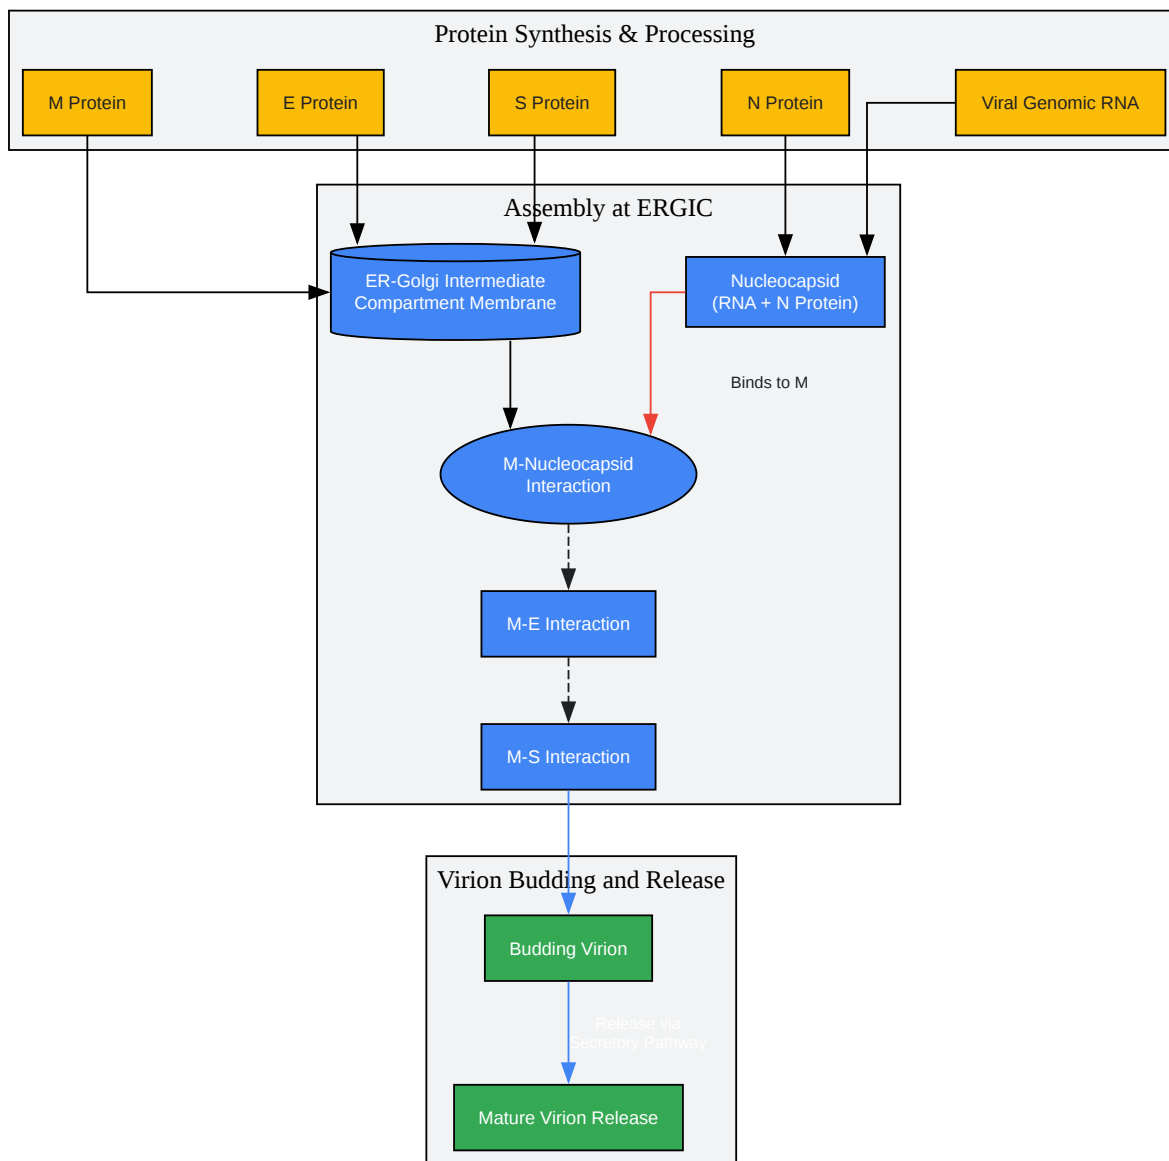 Protein Synthesis & Processing
M Protein
E Protein
S Protein
N Protein
Viral Genomic RNA
Assembly at ERGIC
ER-Golgi Intermediate
Compartment Membrane
Nucleocapsid
(RNA + N Protein)
Binds to M
M-Nucleocapsid
Interaction
M-E Interaction
M-S Interaction
Virion Budding and Release
Budding Virion
Release via
Secretory Pathway
Mature Virion Release